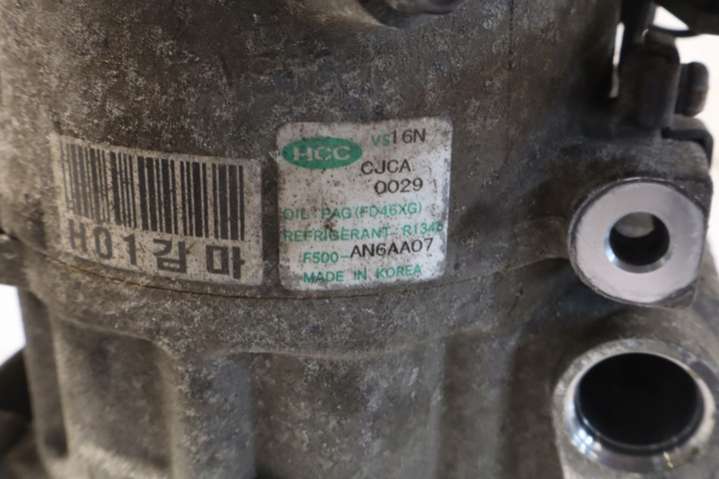 H01감마
HCC VS16N
CJCA
0029
OIL : PAG (FD46XG)
REFRIGERANT : R134a
F500-AN6AA07
MADE IN KOREA